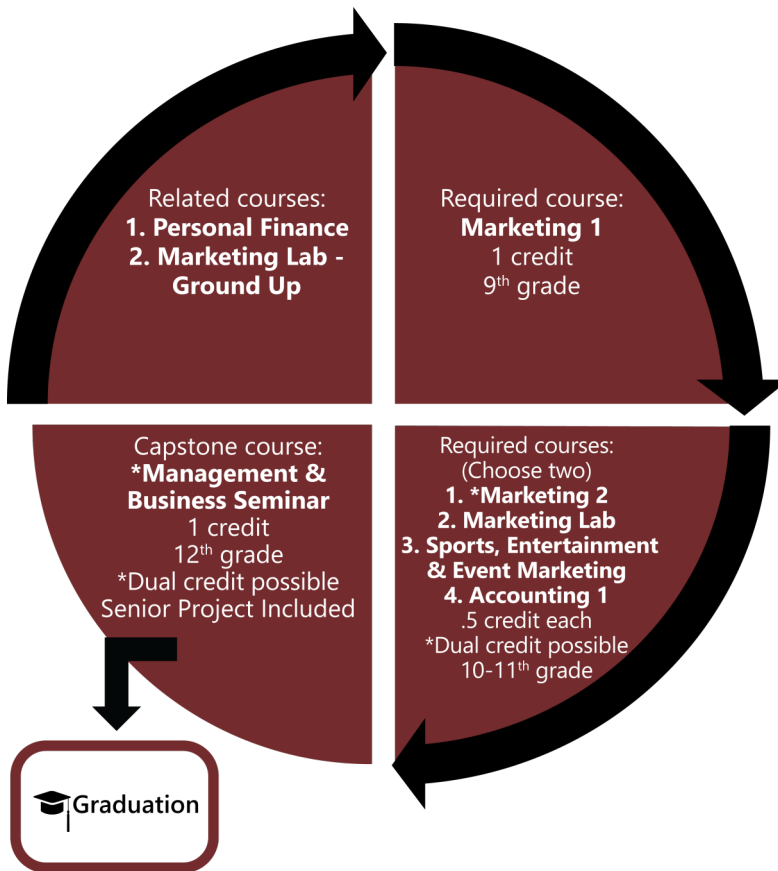 Related courses:
1. Personal Finance
2. Marketing Lab -
Ground Up
Required course:
Marketing 1
1 credit
9th grade
Required courses:
(Choose two)
1. *Marketing 2
2. Marketing Lab
3. Sports, Entertainment
& Event Marketing
4. Accounting 1
.5 credit each
*Dual credit possible
10-11th grade
Capstone course:
*Management &
Business Seminar
1 credit
12th grade
*Dual credit possible
Senior Project Included
Graduation